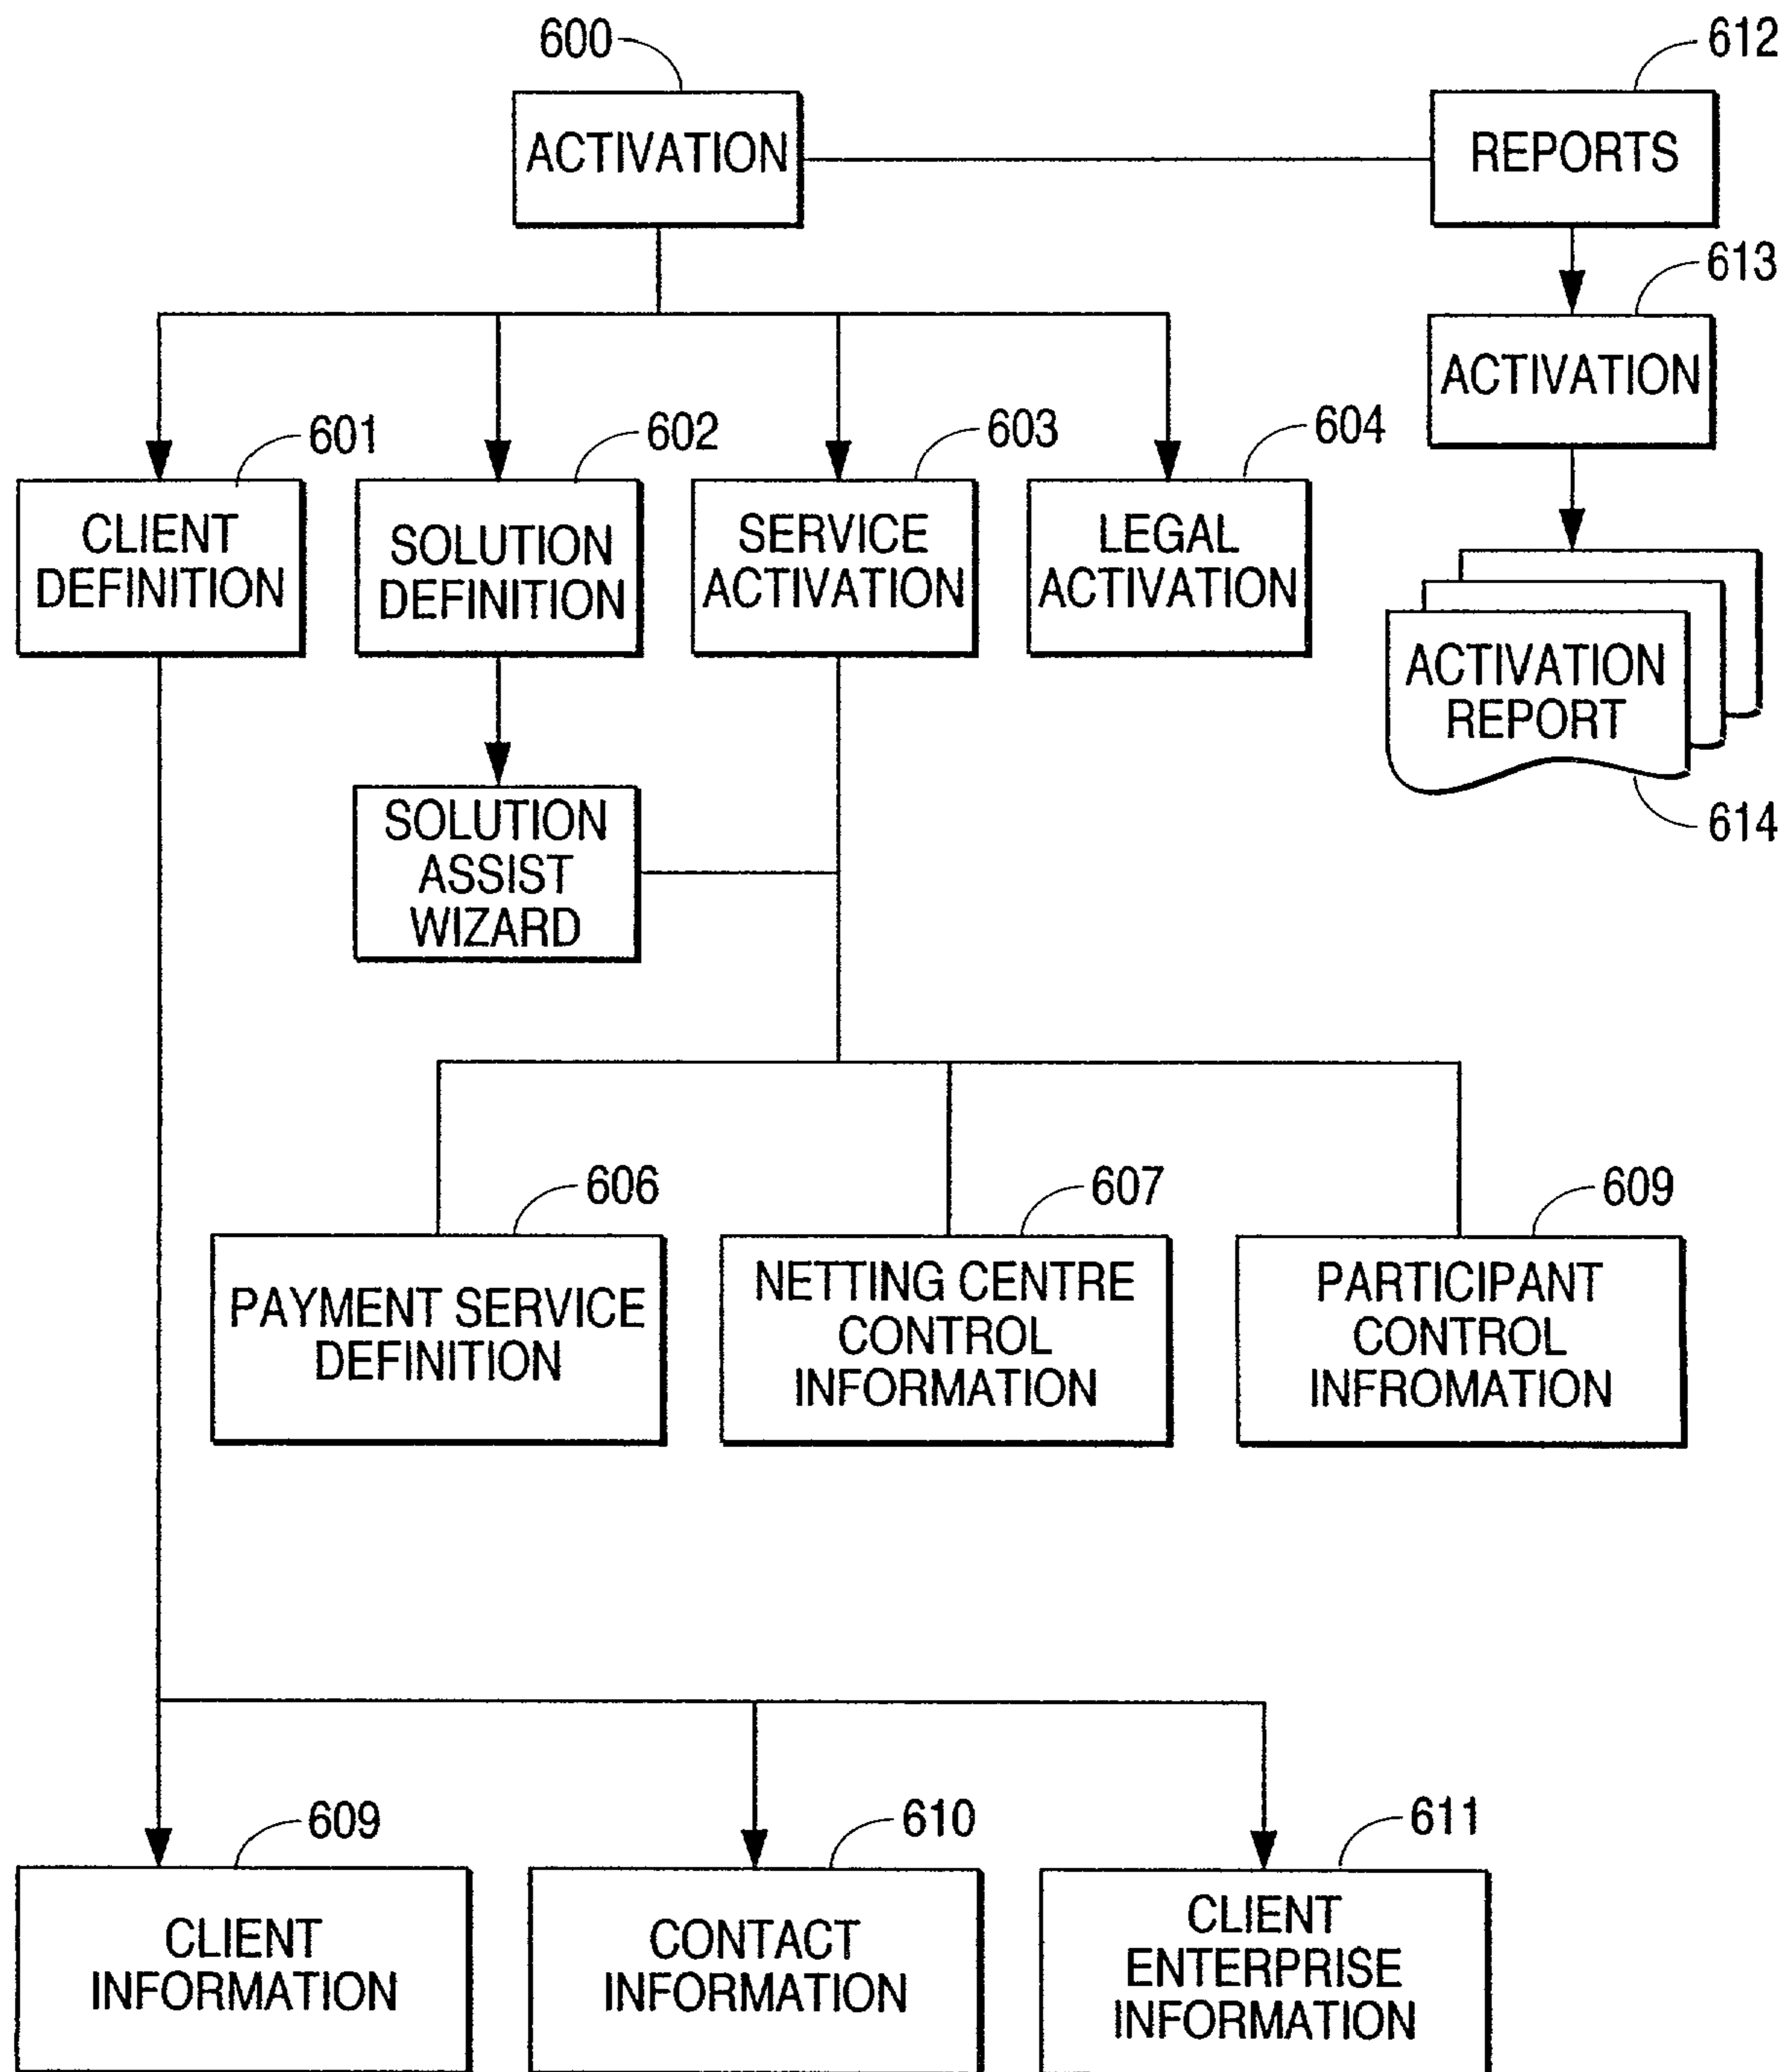 600
612
ACTIVATION
REPORTS
613
ACTIVATION
601
602
603
604
CLIENT
DEFINITION
SOLUTION
DEFINITION
SERVICE
ACTIVATION
LEGAL
ACTIVATION
ACTIVATION
REPORT
614
SOLUTION
ASSIST
WIZARD
606
607
609
PAYMENT SERVICE
DEFINITION
NETTING CENTRE
CONTROL
INFORMATION
PARTICIPANT
CONTROL
INFROMATION
609
610
611
CLIENT
INFORMATION
CONTACT
INFORMATION
CLIENT
ENTERPRISE
INFORMATION